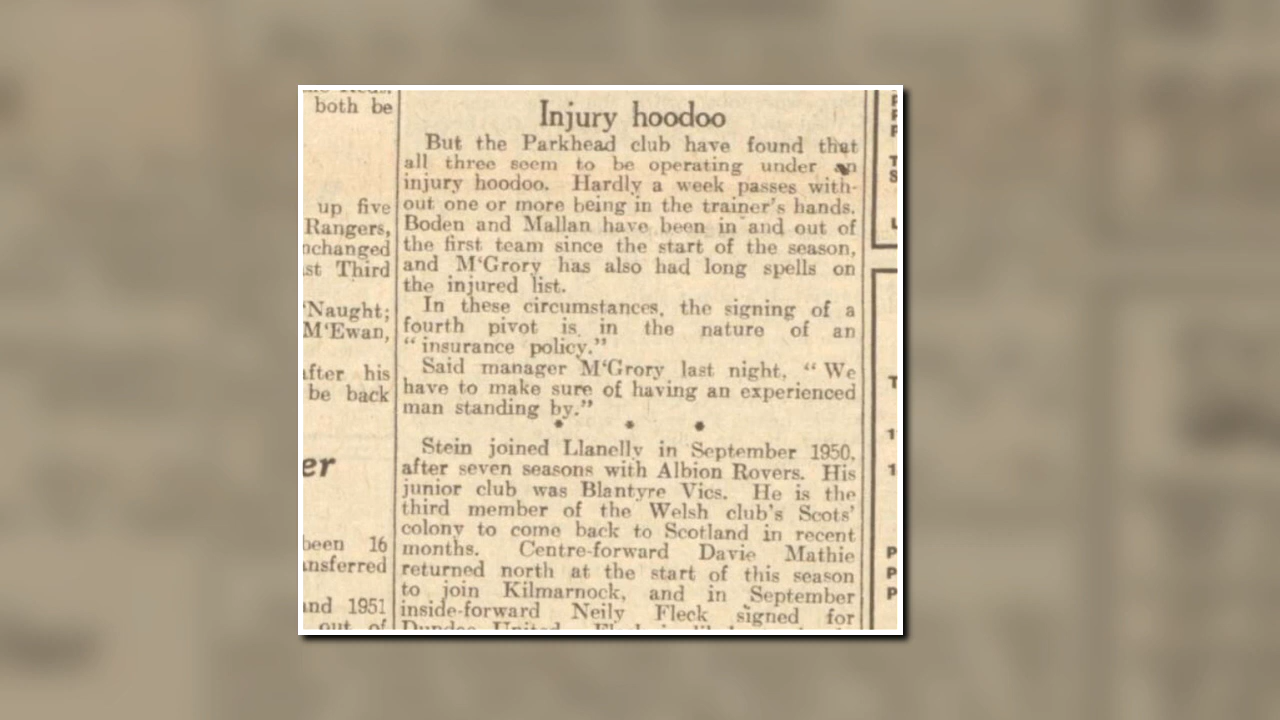 both be
up five
Rangers,
nchanged
st Third
'Naught;
M'Ewan,
fter his
be back
er
been 16
nsferred
nd 1951
out of
Injury hoodoo
But the Parkhead club have found that
all three seem to be operating under an
injury hoodoo. Hardly a week passes with-
out one or more being in the trainer's hands.
Boden and Mallan have been in and out of
the first team since the start of the season,
and M'Grory has also had long spells on
the injured list.
In these circumstances, the signing of a
fourth pivot is in the nature of an
"insurance policy."
Said manager M'Grory last night, "We
have to make sure of having an experienced
man standing by."
• • •
Stein joined Llanelly in September 1950,
after seven seasons with Albion Rovers. His
junior club was Blantyre Vics. He is the
third member of the Welsh club's Scots'
colony to come back to Scotland in recent
months. Centre-forward Davie Mathie
returned north at the start of this season
to join Kilmarnock, and in September
inside-forward Neily Fleck signed for